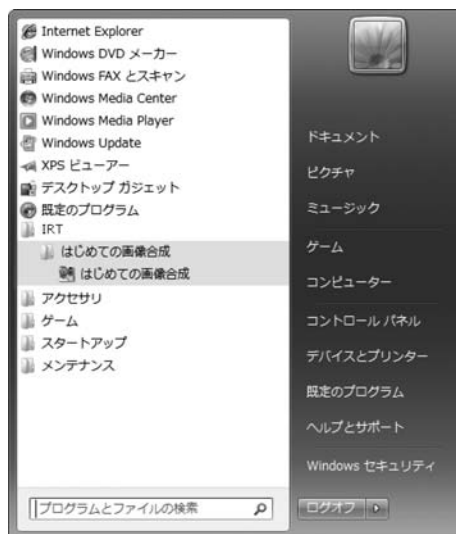 Internet Explorer
Windows DVD メーカー
Windows FAX とスキャン
Windows Media Center
Windows Media Player
Windows Update
XPS ビューアー
デスクトップ ガジェット
既定のプログラム
IRT
はじめての画像合成
はじめての画像合成
アクセサリ
ゲーム
スタートアップ
メンテナンス
プログラムとファイルの検索
ドキュメント
ピクチャ
ミュージック
ゲーム
コンピューター
コントロール パネル
デバイスとプリンター
既定のプログラム
ヘルプとサポート
Windows セキュリティ
ログオフ